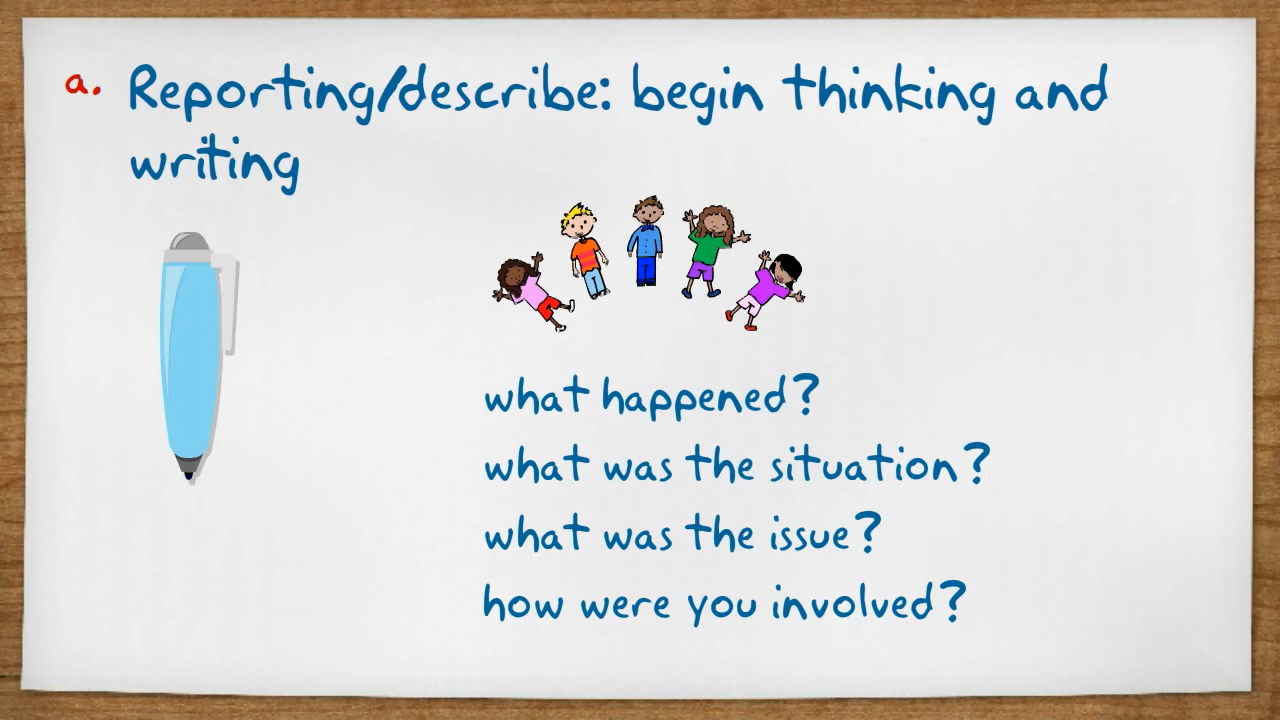 a. Reporting/describe: begin thinking and
writing
what happened?
what was the situation?
what was the issue?
how were you involved?